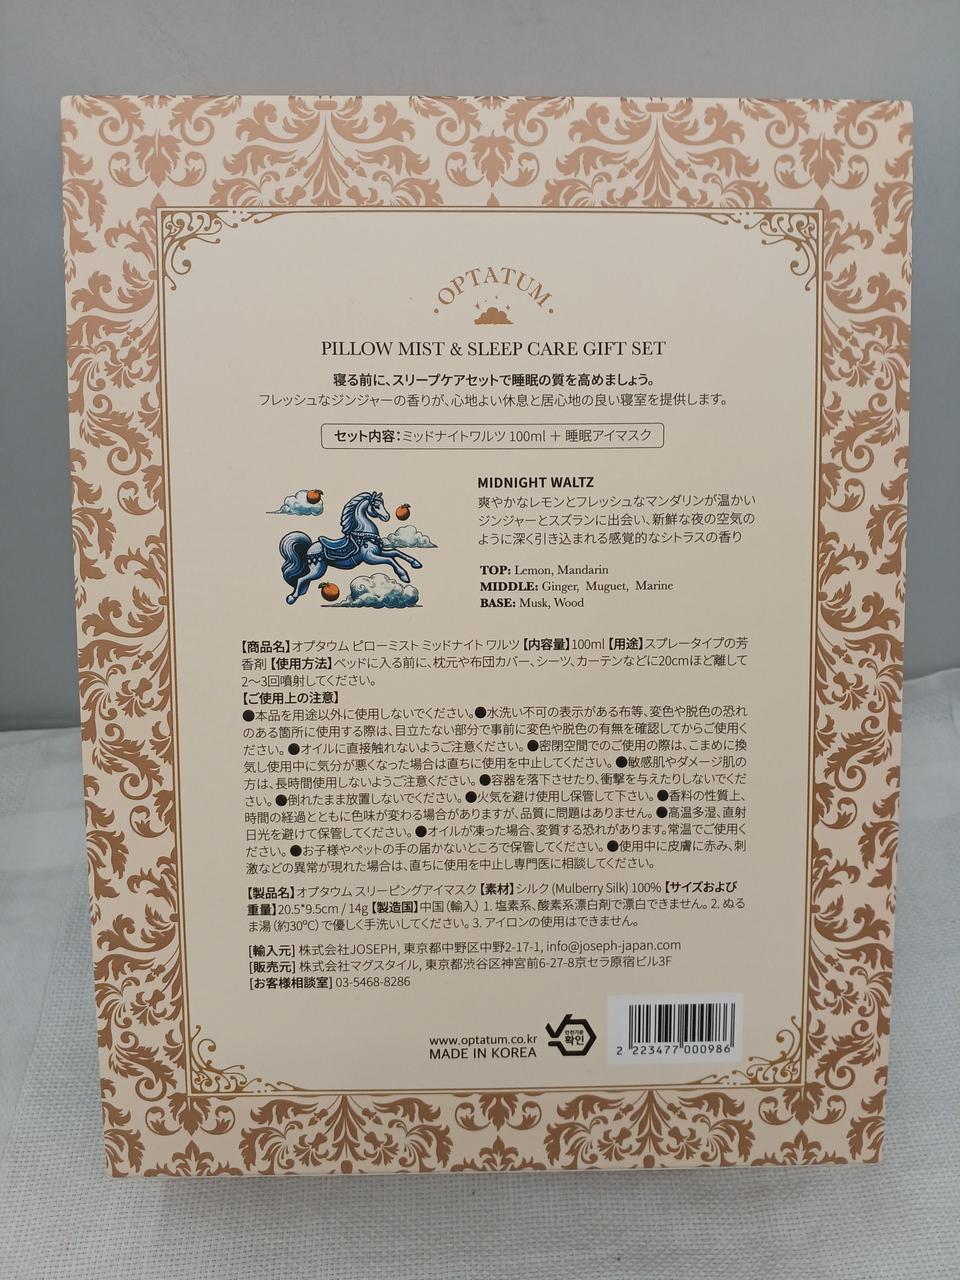 OPTATUM
PILLOW MIST & SLEEP CARE GIFT SET
寝る前に、スリープケアセットで睡眠の質を高めましょう。
フレッシュなジンジャーの香りが、心地よい休息と居心地の良い寝室を提供します。
セット内容：ミッドナイトワルツ 100ml ＋ 睡眠アイマスク
MIDNIGHT WALTZ
爽やかなレモンとフレッシュなマンダリンが温かい
ジンジャーとスズランに出会い、新鮮な夜の空気の
ように深く引き込まれる感覚的なシトラスの香り
TOP: Lemon, Mandarin
MIDDLE: Ginger, Muguet, Marine
BASE: Musk, Wood
【商品名】オプタウム ピローミスト ミッドナイト ワルツ 【内容量】100ml 【用途】スプレータイプの芳
香剤 【使用方法】ベッドに入る前に、枕元や布団カバー、シーツ、カーテンなどに20cmほど離して
2〜3回噴射してください。
【ご使用上の注意】
●本品を用途以外に使用しないでください。●水洗い不可の表示がある布等、変色や脱色の恐れ
のある箇所に使用する際は、目立たない部分で事前に変色や脱色の有無を確認してからご使用く
ださい。●オイルに直接触れないようご注意ください。●密閉空間でのご使用の際は、こまめに換
気し使用中に気分が悪くなった場合は直ちに使用を中止してください。●敏感肌やダメージ肌の
方は、長時間使用しないようご注意ください。●容器を落下させたり、衝撃を与えたりしないでくだ
さい。●倒れたまま放置しないでください。●火気を避け使用し保管して下さい。●香料の性質上、
時間の経過とともに色味が変わる場合がありますが、品質に問題はありません。●高温多湿、直射
日光を避けて保管してください。●オイルが凍った場合、変質する恐れがあります。常温でご使用く
ださい。●お子様やペットの手の届かないところで保管してください。●使用中に皮膚に赤み、刺
激などの異常が現れた場合は、直ちに使用を中止し専門医に相談してください。
【製品名】オプタウム スリーピングアイマスク 【素材】シルク (Mulberry Silk) 100% 【サイズおよび
重量】20.5*9.5cm / 14g 【製造国】中国 （輸入） 1. 塩素系、酸素系漂白剤で漂白できません。2. ぬる
ま湯 （約30℃） で優しく手洗いしてください。3. アイロンの使用はできません。
[輸入元] 株式会社JOSEPH, 東京都中野区中野2-17-1, info@joseph-japan.com
[販売元] 株式会社マグスタイル, 東京都渋谷区神宮前6-27-8京セラ原宿ビル3F
[お客様相談室] 03-5468-8286
www.optatum.co.kr
MADE IN KOREA
안전기준
확인
2 223477 000986